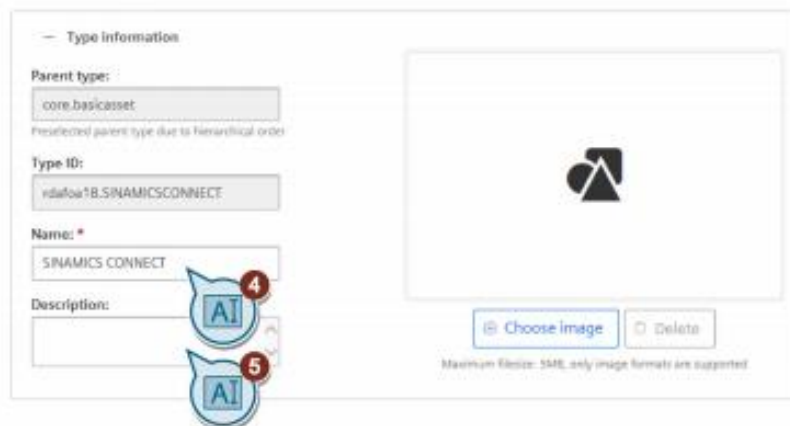 — Type information
Parent type:
core.basicasset
Preselected parent type due to hierarchical order
Type ID:
rdafoa18.SINAMICSCONNECT
Name: *
SINAMICS CONNECT
4
AI
Description:
5
AI
Choose image
Delete
Maximum filesize: 5MB, only image formats are supported